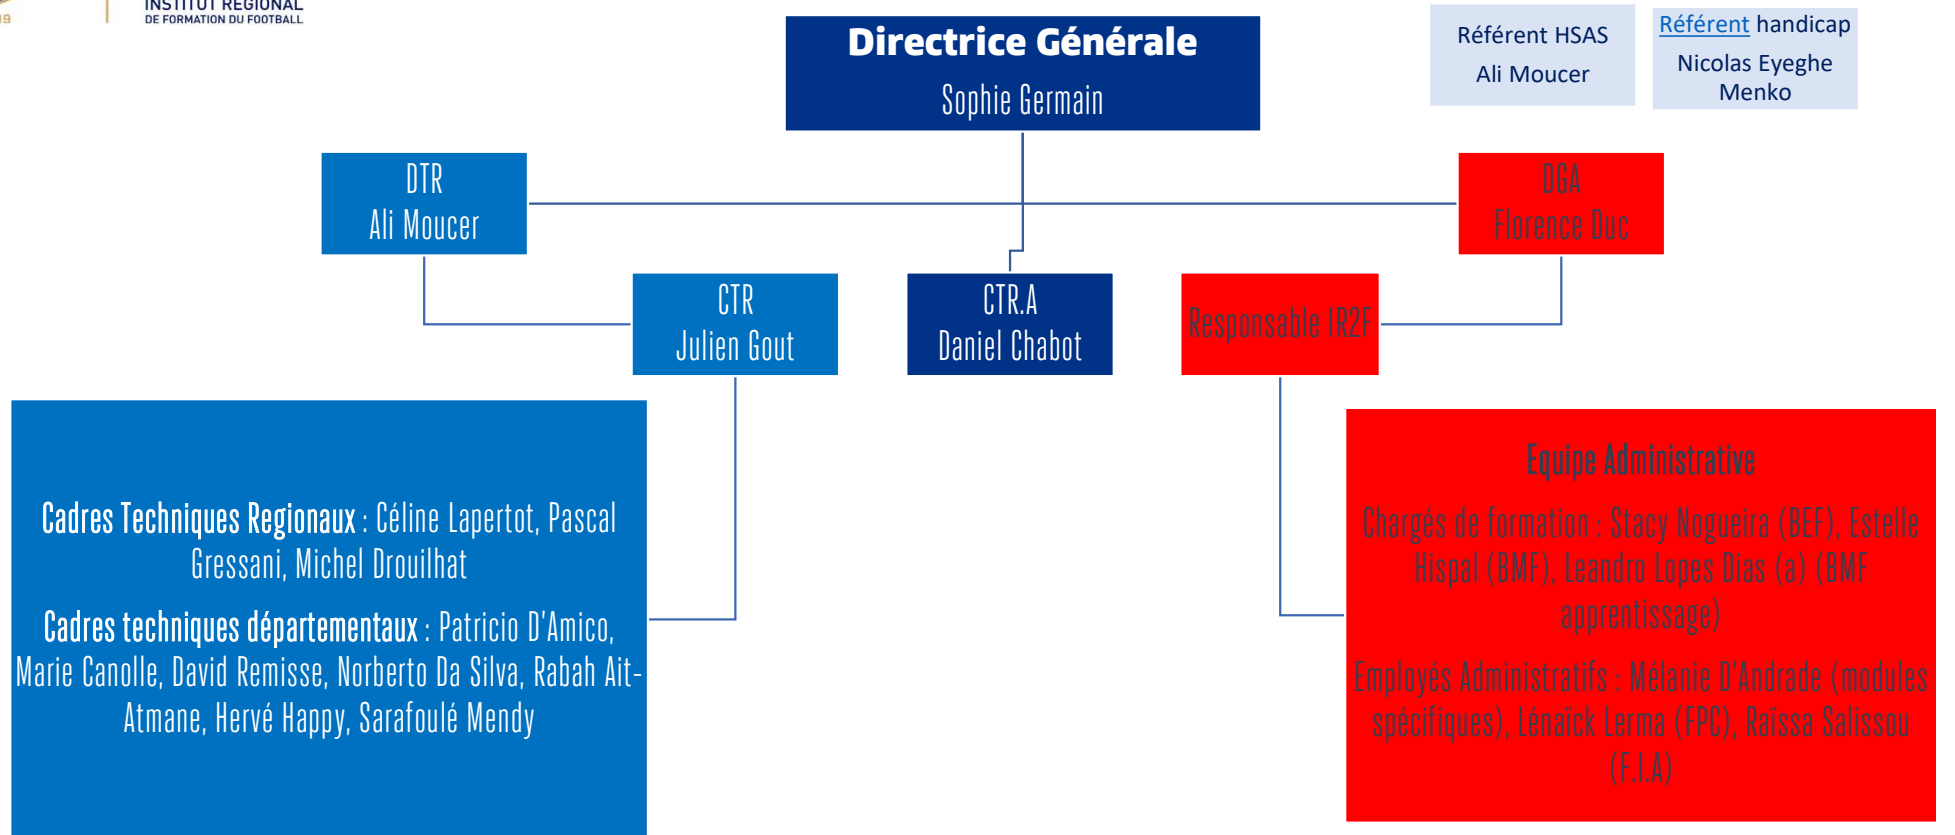 19
INSTITUT REGIONAL
DE FORMATION DU FOOTBALL
Directrice Générale
Sophie Germain
Référent HSAS
Ali Moucer
Référent handicap
Nicolas Eyeghe
Menko
DTR
Ali Moucer
DGA
Florence Duc
CTR
Julien Gout
CTR.A
Daniel Chabot
Responsable IR2F
Cadres Techniques Regionaux : Céline Lapertot, Pascal
Gressani, Michel Drouilhat
Cadres techniques départementaux : Patricio D'Amico,
Marie Canolle, David Remisse, Norberto Da Silva, Rabah Ait-
Atmane, Hervé Happy, Sarafoulé Mendy
Equipe Administrative
Chargés de formation : Stacy Nogueira (BEF), Estelle
Hispal (BMF), Leandro Lopes Dias (a) (BMF
apprentissage)
Employés Administratifs : Mélanie D'Andrade (modules
spécifiques), Lénaïck Lerma (FPC), Raïssa Salissou
(F.I.A)